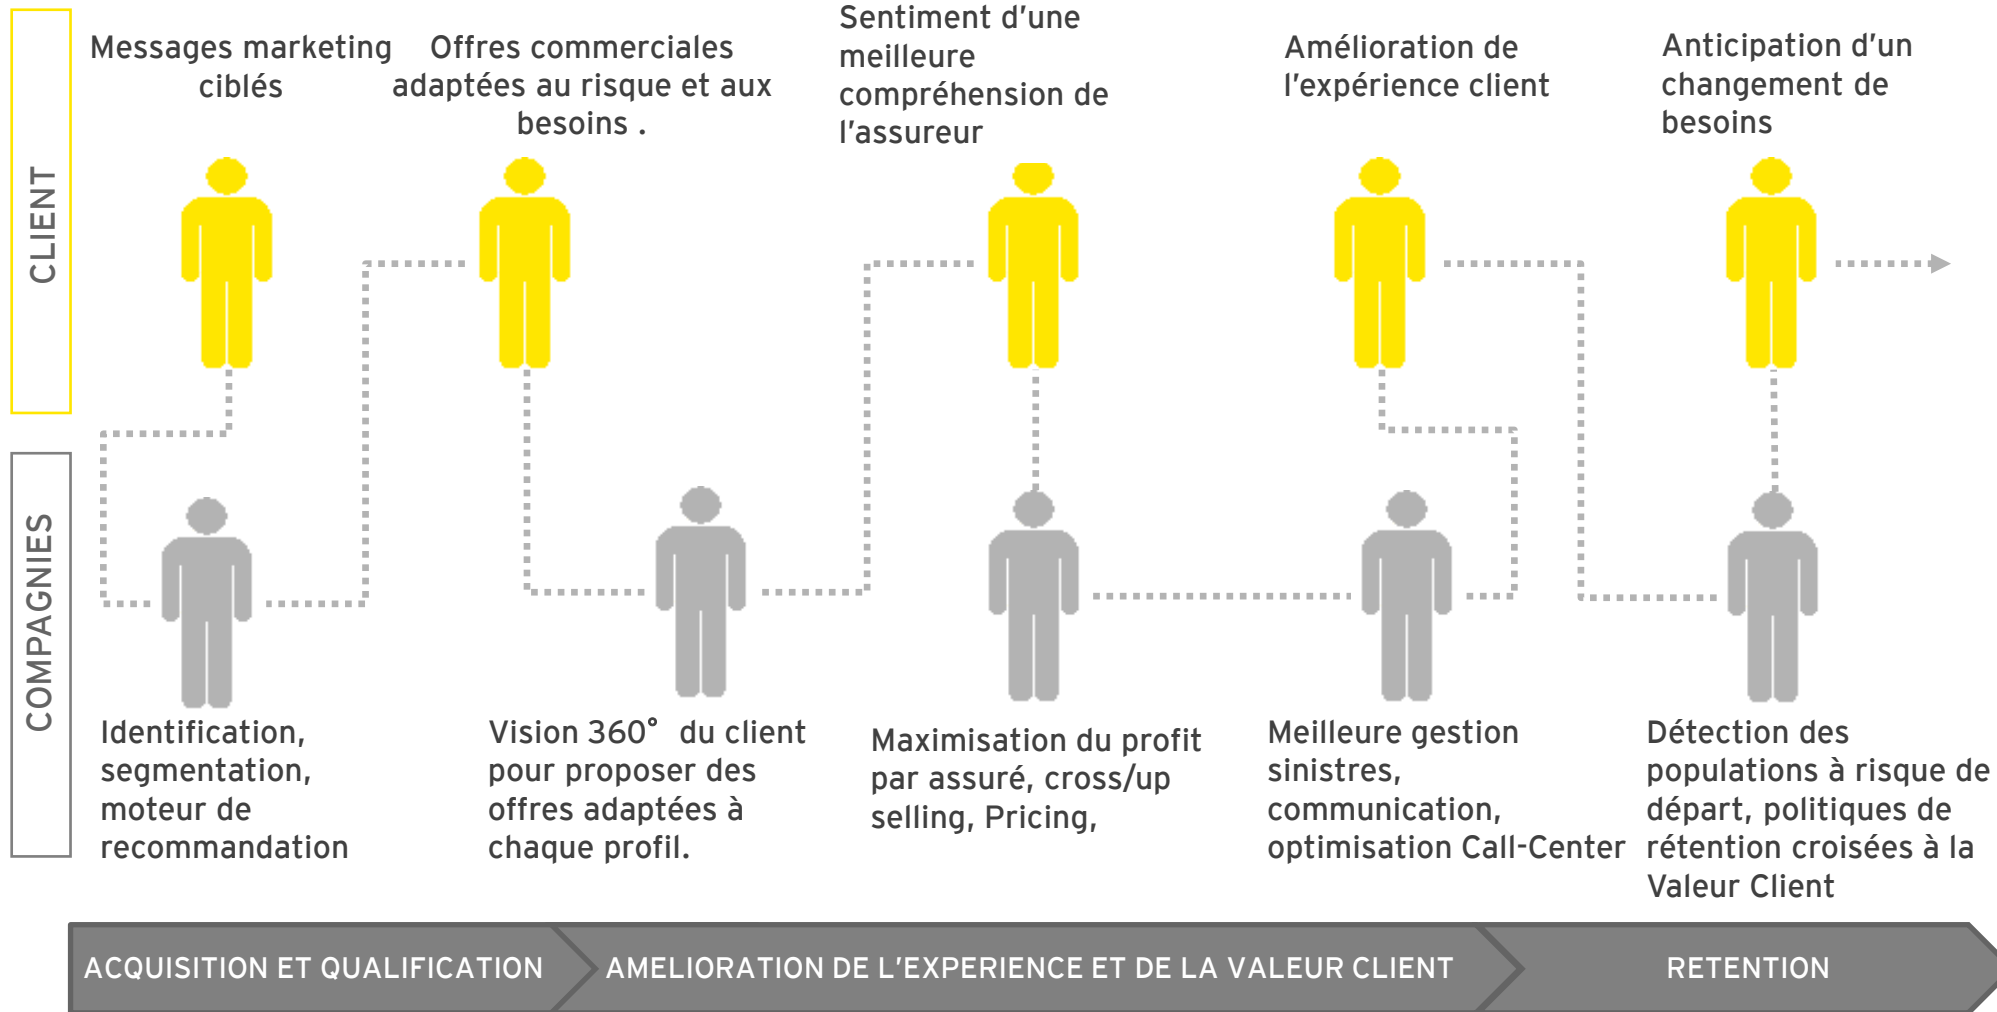 CLIENT
Messages marketing
ciblés
Offres commerciales
adaptées au risque et aux
besoins .
Sentiment d’une
meilleure
compréhension de
l’assureur
Amélioration de
l’expérience client
Anticipation d’un
changement de
besoins
COMPAGNIES
Identification,
segmentation,
moteur de
recommandation
Vision 360° du client
pour proposer des
offres adaptées à
chaque profil.
Maximisation du profit
par assuré, cross/up
selling, Pricing,
Meilleure gestion
sinistres,
communication,
optimisation Call-Center
Détection des
populations à risque de
départ, politiques de
rétention croisées à la
Valeur Client
ACQUISITION ET QUALIFICATION
AMELIORATION DE L’EXPERIENCE ET DE LA VALEUR CLIENT
RETENTION